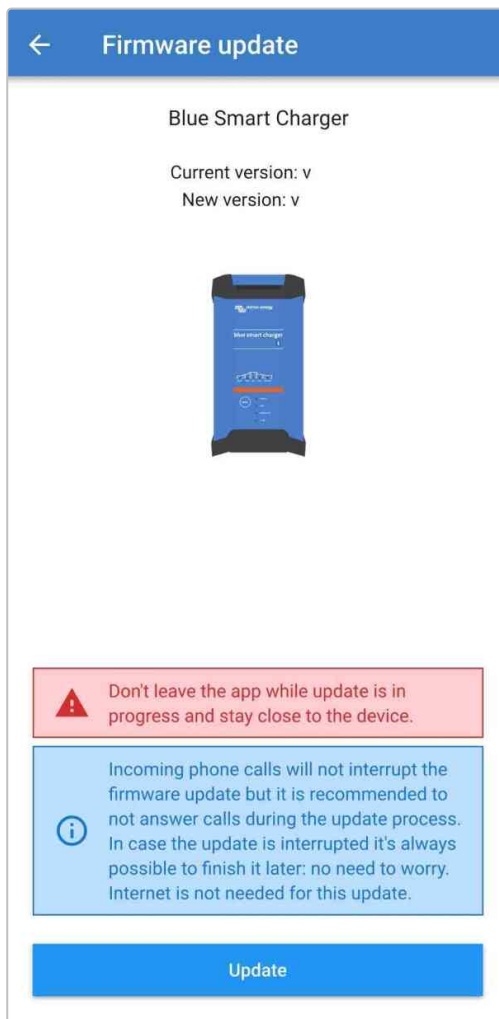 Firmware update
Blue Smart Charger
Current version: v
New version: v
blue smart charger
Don't leave the app while update is in
progress and stay close to the device.
Incoming phone calls will not interrupt the
firmware update but it is recommended to
not answer calls during the update process.
In case the update is interrupted it's always
possible to finish it later: no need to worry.
Internet is not needed for this update.
Update